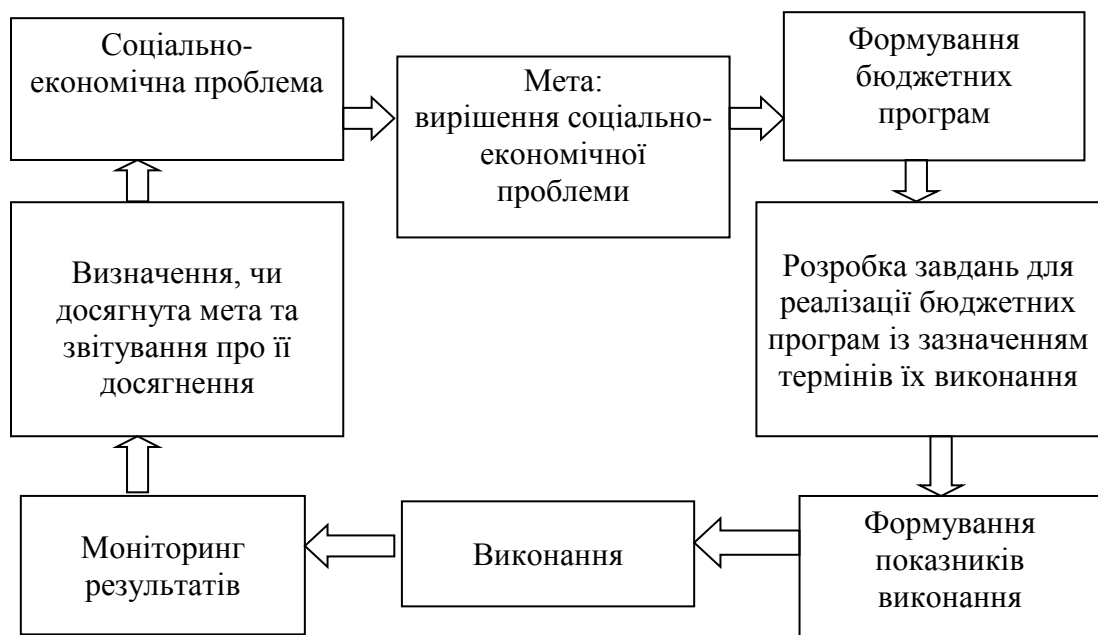 Соціально-
економічна проблема
Мета:
вирішення соціально-
економічної
проблеми
Формування
бюджетних
програм
Розробка завдань для
реалізації бюджетних
програм із зазначенням
термінів їх виконання
Формування
показників
виконання
Виконання
Моніторинг
результатів
Визначення, чи
досягнута мета та
звітування про її
досягнення